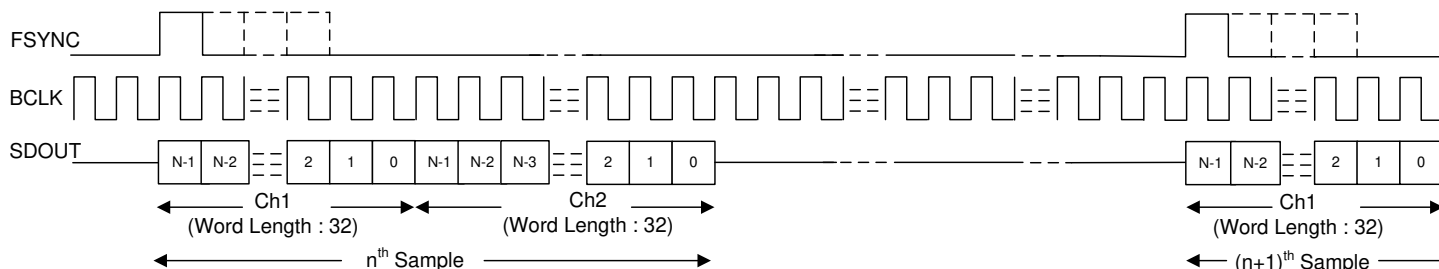 FSYNC
BCLK
SDOUT N-1 N-2 2 1 0 N-1 N-2 N-3 2 1 0 N-1 N-2 2 1 0
Ch1 Ch2 Ch1
(Word Length : 32) (Word Length : 32) (Word Length : 32)
nth Sample (n+1)th Sample